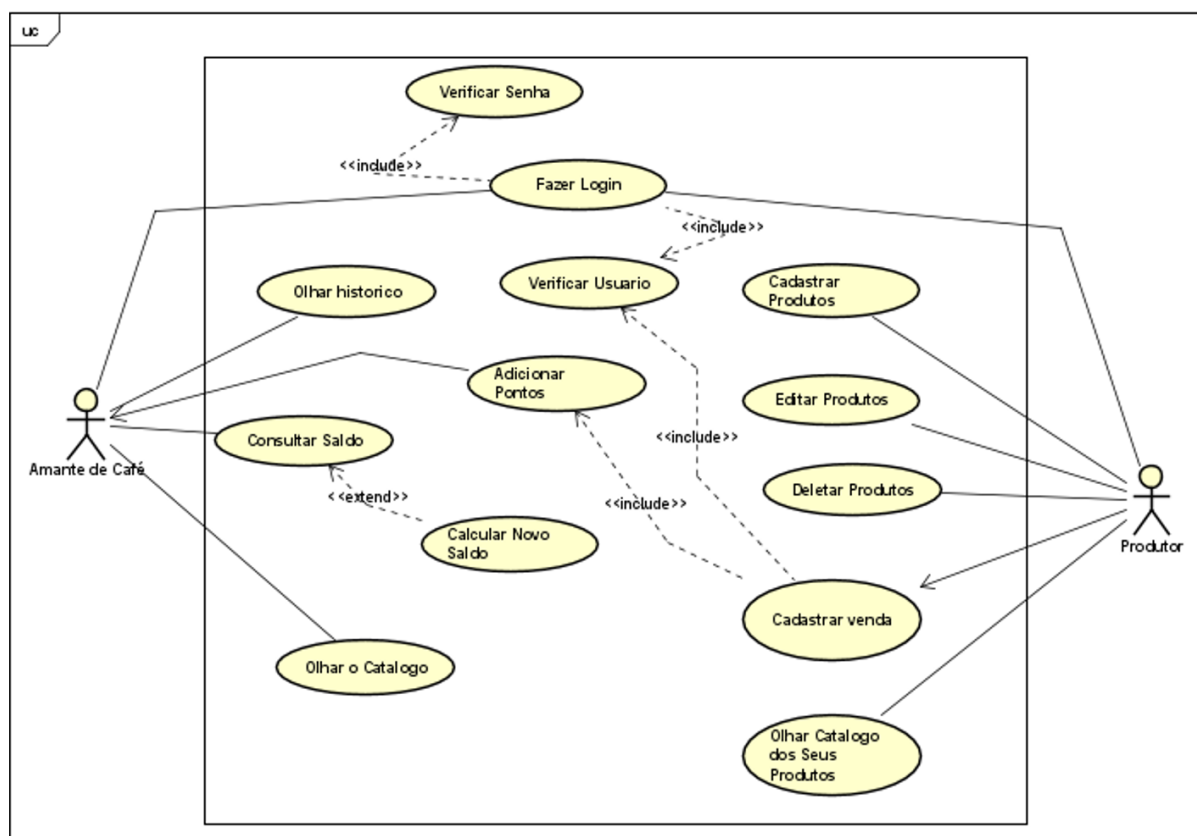 uc
Verificar Senha
<<include>>
Fazer Login
<<include>>
Olhar historico
Verificar Usuario
Cadastrar
Produtos
Adicionar
Pontos
Editar Produtos
Consultar Saldo
<<include>>
Amante de Café
<<extend>>
<<include>>
Deletar Produtos
Calcular Novo
Saldo
Produtor
Cadastrar venda
Olhar o Catalogo
Olhar Catalogo
dos Seus
Produtos